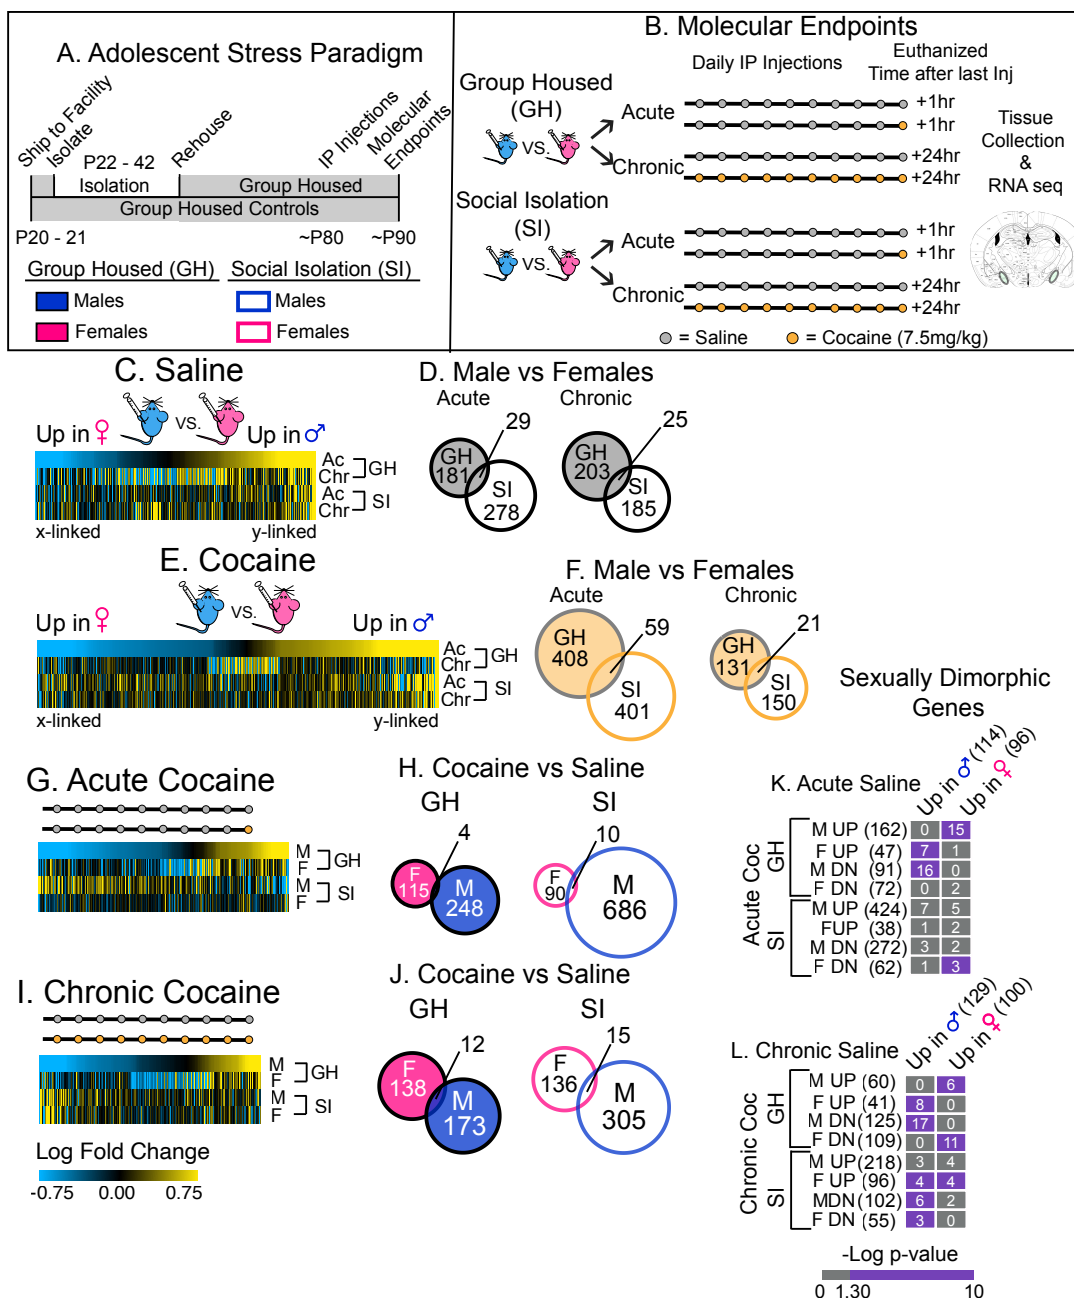 A. Adolescent Stress Paradigm
Ship to Facility
Isolate
P22 - 42
Rehouse
IP Injections
Molecular
Endpoints
Isolation
Group Housed
Group Housed Controls
P20 - 21
~P80
~P90
Group Housed (GH)
Social Isolation (SI)
Males
Males
Females
Females
B. Molecular Endpoints
Daily IP Injections
Euthanized
Time after last Inj
Group Housed
(GH)
VS.
Acute
Chronic
+1hr
+1hr
+24hr
+24hr
Social Isolation
(SI)
VS.
Acute
Chronic
+1hr
+1hr
+24hr
+24hr
Tissue
Collection
&
RNA seq
= Saline
= Cocaine (7.5mg/kg)
C. Saline
Up in ♀
VS.
Up in ♂
Ac
Chr
GH
Ac
Chr
SI
x-linked
y-linked
D. Male vs Females
Acute
Chronic
29
25
GH
181
SI
278
GH
203
SI
185
E. Cocaine
Up in ♀
VS.
Up in ♂
Ac
Chr
GH
Ac
Chr
SI
x-linked
y-linked
F. Male vs Females
Acute
Chronic
59
21
GH
408
SI
401
GH
131
SI
150
G. Acute Cocaine
M
F
GH
M
F
SI
H. Cocaine vs Saline
GH
SI
4
10
F
115
M
248
F
90
M
686
I. Chronic Cocaine
M
F
GH
M
F
SI
Log Fold Change
-0.75 0.00 0.75
J. Cocaine vs Saline
GH
SI
12
15
F
138
M
173
F
136
M
305
Sexually Dimorphic
Genes
K. Acute Saline
Up in ♂ (114)
Up in ♀ (96)
Acute Coc
GH
SI
M UP (162) 0 15
F UP (47) 7 1
M DN (91) 16 0
F DN (72) 0 2
M UP (424) 7 5
FUP (38) 1 2
M DN (272) 3 2
F DN (62) 1 3
L. Chronic Saline
Up in ♂ (129)
Up in ♀ (100)
Chronic Coc
GH
SI
M UP (60) 0 6
F UP (41) 8 0
M DN (125) 17 0
F DN (109) 0 11
M UP (218) 3 4
F UP (96) 4 4
MDN (102) 6 2
F DN (55) 3 0
-Log p-value
0 1.30 10